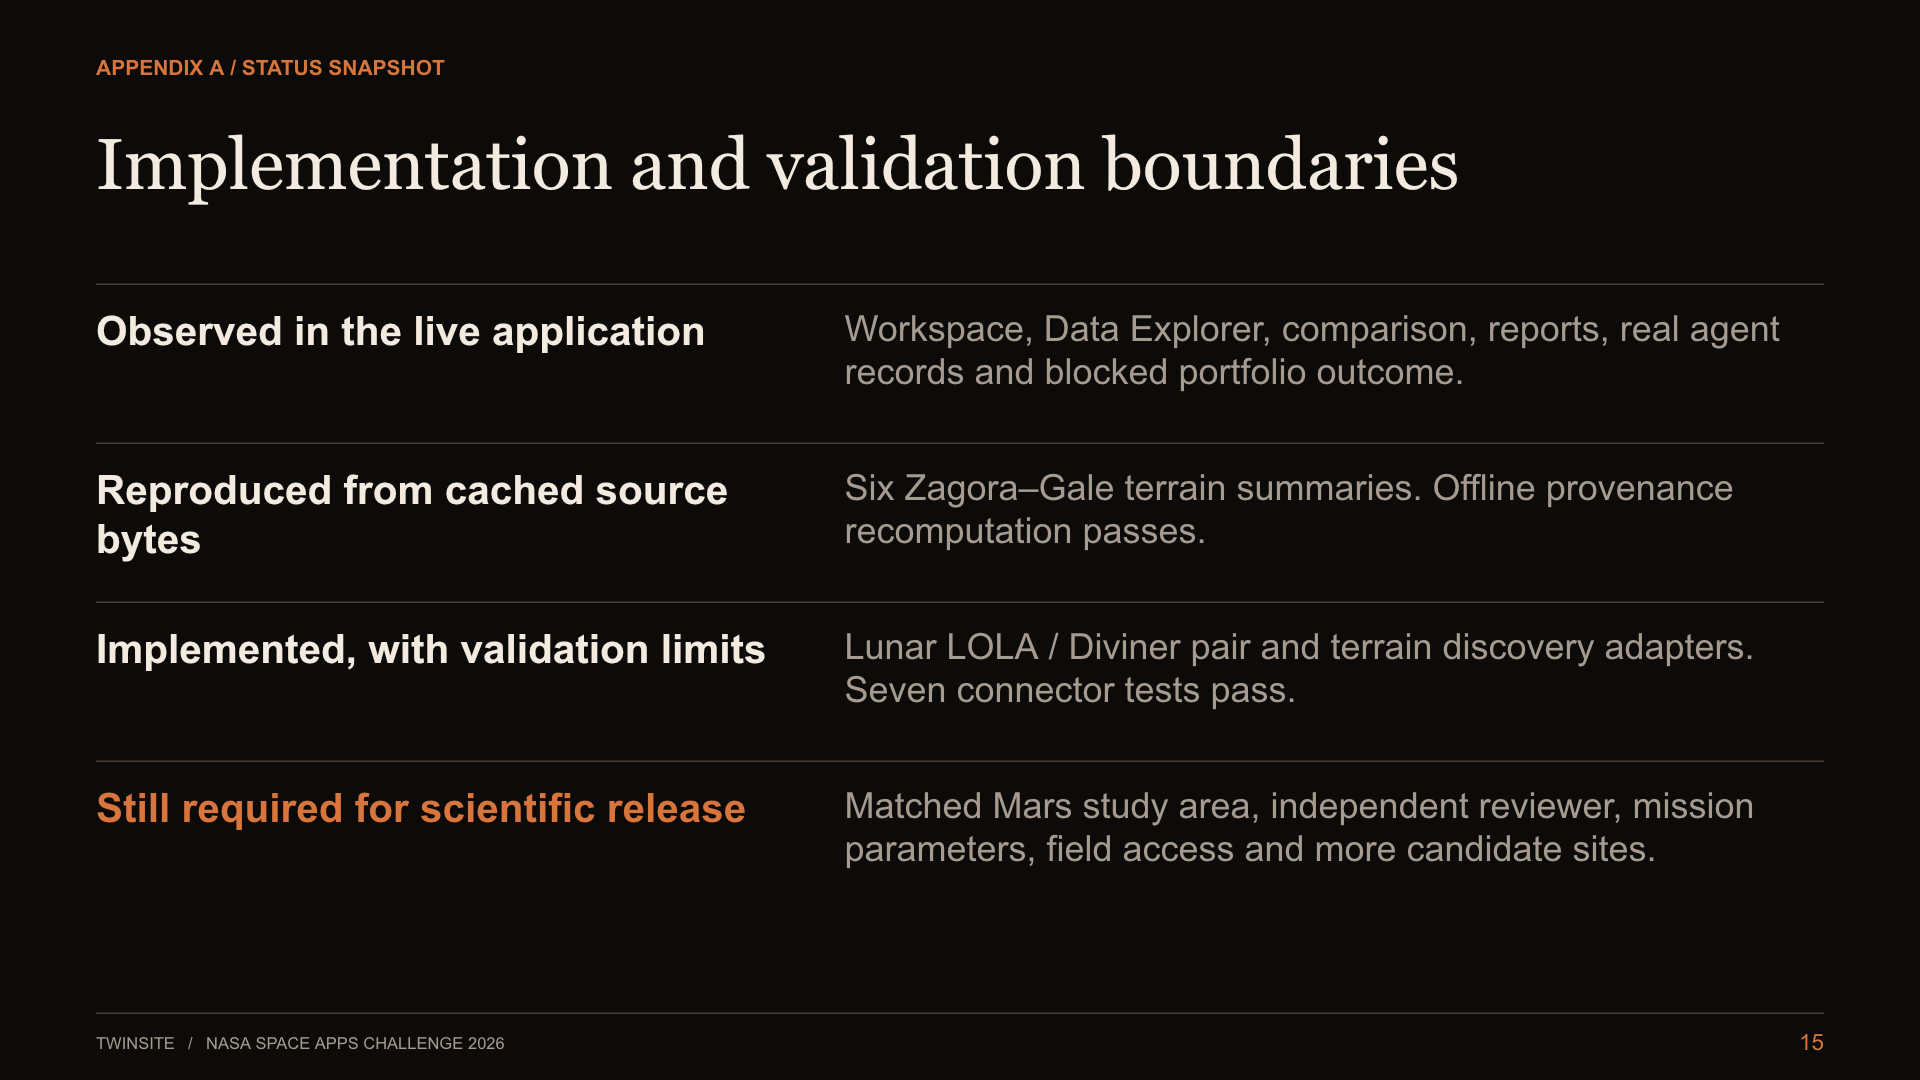 APPENDIX A / STATUS SNAPSHOT
Implementation and validation boundaries
Observed in the live application
Workspace, Data Explorer, comparison, reports, real agent
records and blocked portfolio outcome.
Reproduced from cached source
bytes
Six Zagora–Gale terrain summaries. Offline provenance
recomputation passes.
Implemented, with validation limits
Lunar LOLA / Diviner pair and terrain discovery adapters.
Seven connector tests pass.
Still required for scientific release
Matched Mars study area, independent reviewer, mission
parameters, field access and more candidate sites.
TWINSITE / NASA SPACE APPS CHALLENGE 2026
15